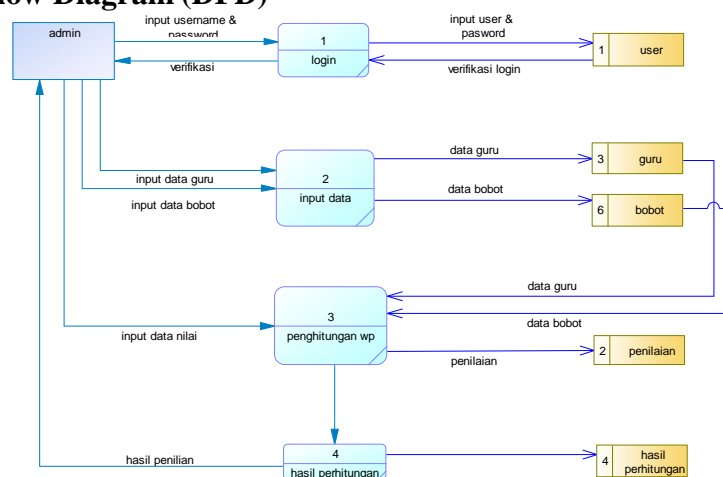 low Diagram (DFD)
input username &
pasword
admin
1
login
verifikasi
input user &
pasword
1
user
verifikasi login
input data guru
input data bobot
2
input data
data guru
3
guru
data bobot
6
bobot
data guru
data bobot
3
penghitungan wp
input data nilai
penilaian
2
penilaian
hasil penilian
4
hasil perhitungan
4
hasil
perhitungan